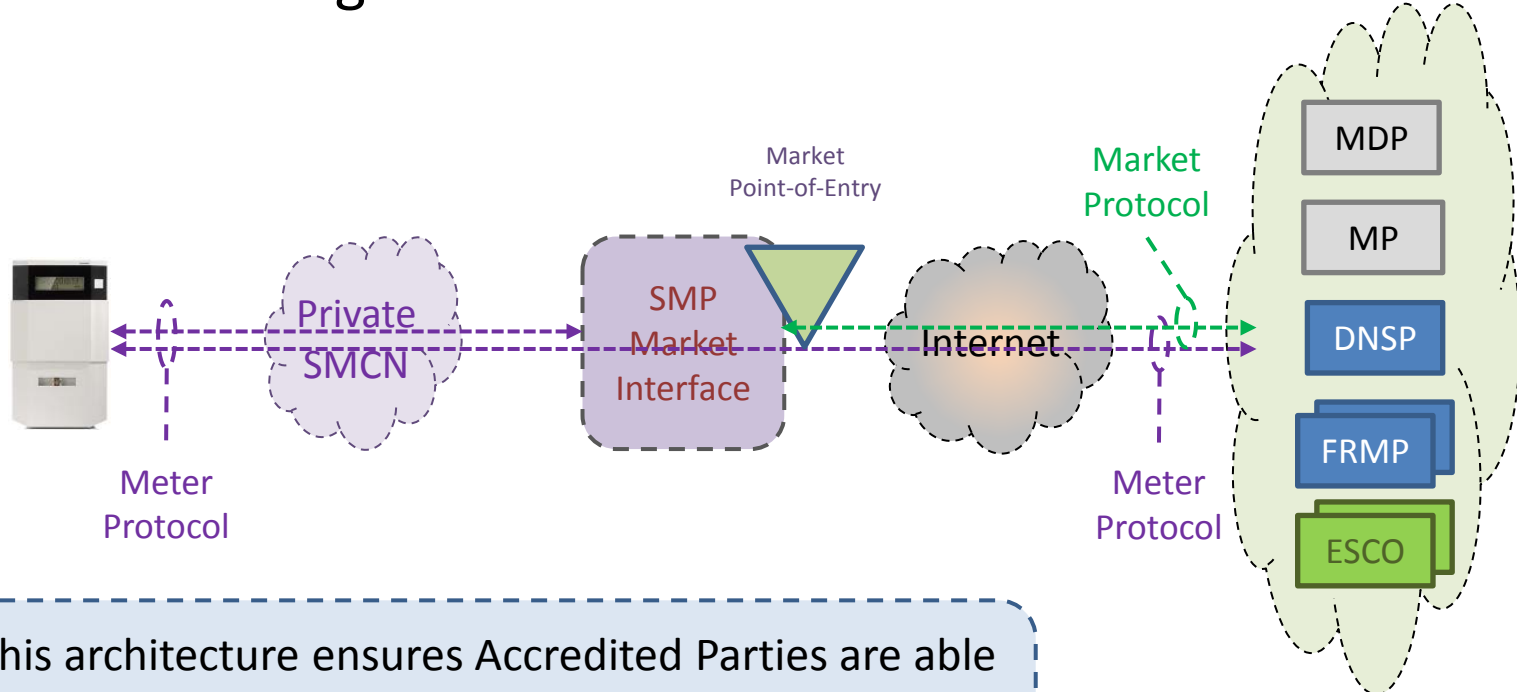 Market
Point-of-Entry
Market
Protocol
MDP
MP
DNSP
FRMP
ESCO
Private
SMCN
SMP
Market
Interface
Internet
Meter
Protocol
Meter
Protocol
his architecture ensures Accredited Parties are able